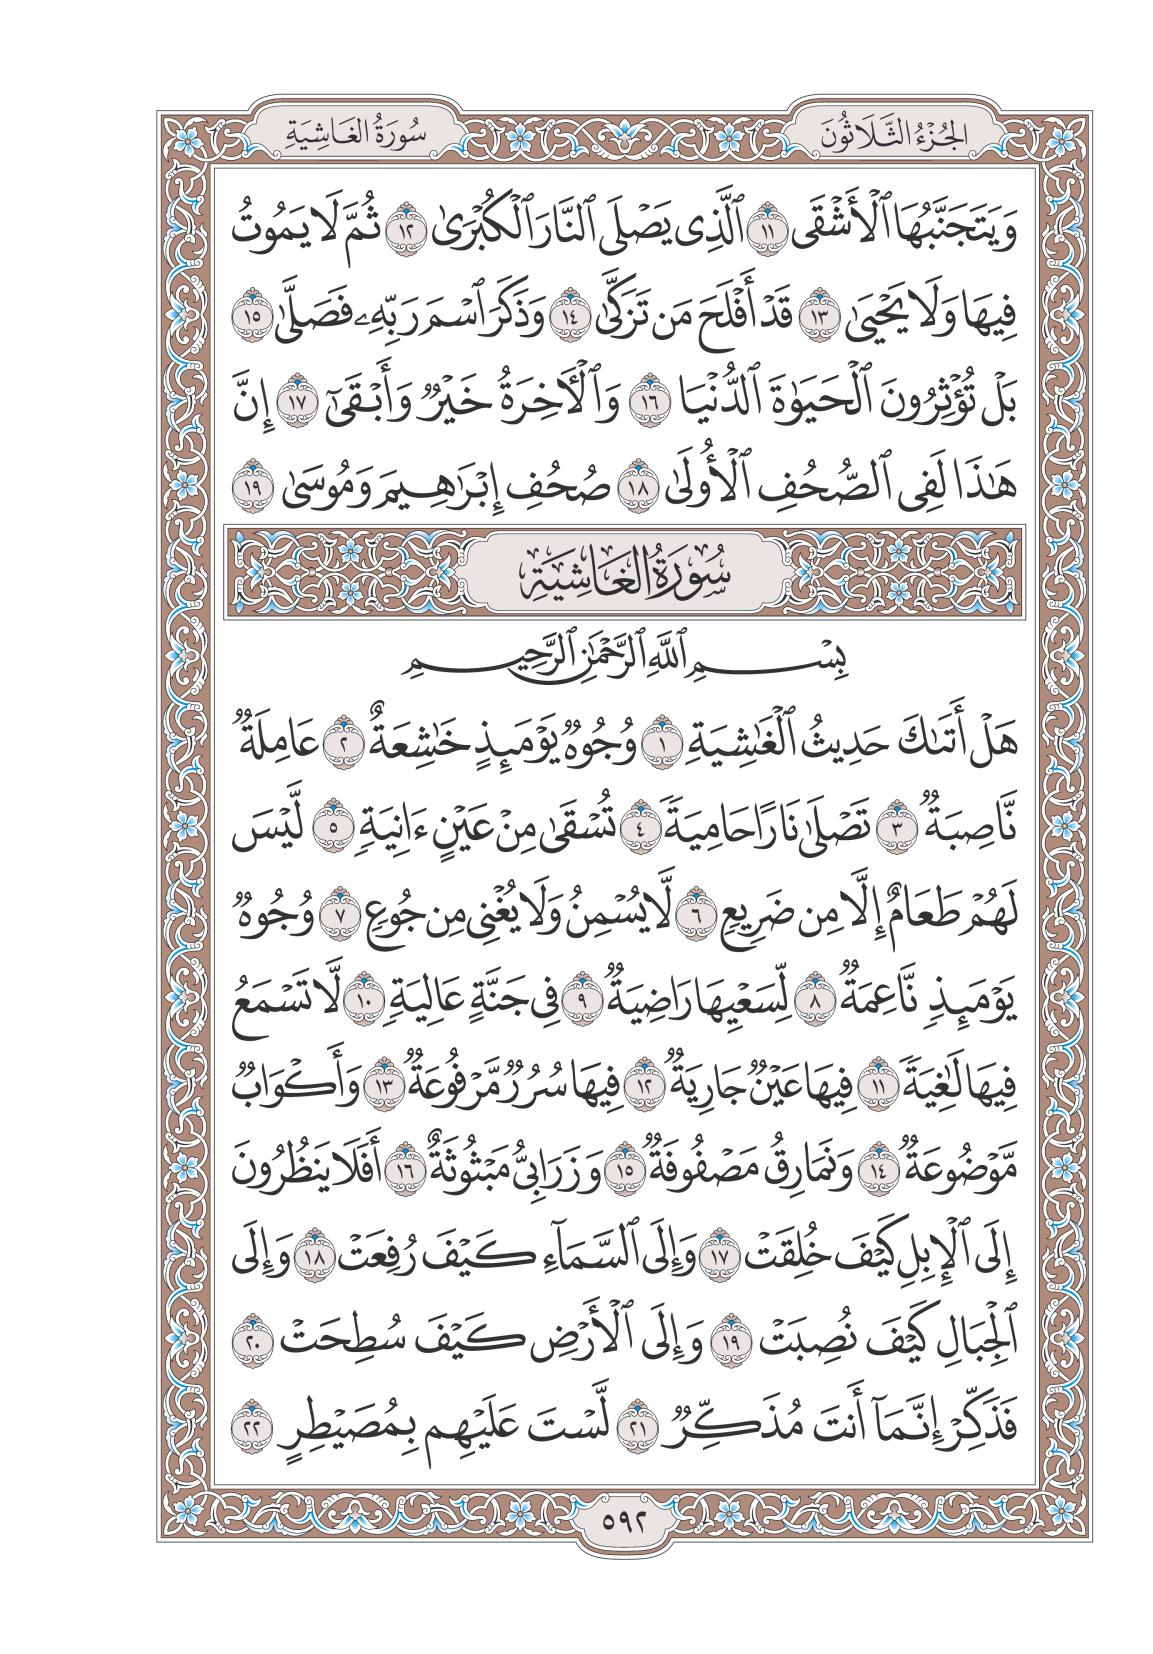 الجُزْءُ الثَّلَاثُونَ
سُورَةُ الغَاشِيَةِ
وَيَتَجَنَّبُهَا ٱلْأَشْقَى ١١ ٱلَّذِى يَصْلَى ٱلنَّارَ ٱلْكُبْرَىٰ ١٢ ثُمَّ لَا يَمُوتُ
فِيهَا وَلَا يَحْيَىٰ ١٣ قَدْ أَفْلَحَ مَن تَزَكَّىٰ ١٤ وَذَكَرَ ٱسْمَ رَبِّهِۦ فَصَلَّىٰ ١٥
بَلْ تُؤْثِرُونَ ٱلْحَيَوٰةَ ٱلدُّنْيَا ١٦ وَٱلْأَخِرَةُ خَيْرٌ وَأَبْقَىٰٓ ١٧ إِنَّ
هَٰذَا لَفِى ٱلصُّحُفِ ٱلْأُولَىٰ ١٨ صُحُفِ إِبْرَٰهِيمَ وَمُوسَىٰ ١٩
سُورَةُ الغَاشِيَةِ
بِسْمِ ٱللَّهِ ٱلرَّحْمَٰنِ ٱلرَّحِيمِ
هَلْ أَتَىٰكَ حَدِيثُ ٱلْغَٰشِيَةِ ١ وُجُوهٌ يَوْمَئِذٍ خَٰشِعَةٌ ٢ عَامِلَةٌ
نَّاصِبَةٌ ٣ تَصْلَىٰ نَارًا حَامِيَةً ٤ تُسْقَىٰ مِنْ عَيْنٍ ءَانِيَةٍ ٥ لَّيْسَ
لَهُمْ طَعَامٌ إِلَّا مِن ضَرِيعٍ ٦ لَّا يُسْمِنُ وَلَا يُغْنِى مِن جُوعٍ ٧ وُجُوهٌ
يَوْمَئِذٍ نَّاعِمَةٌ ٨ لِّسَعْيِهَا رَاضِيَةٌ ٩ فِى جَنَّةٍ عَالِيَةٍ ١٠ لَّا تَسْمَعُ
فِيهَا لَٰغِيَةً ١١ فِيهَا عَيْنٌ جَارِيَةٌ ١٢ فِيهَا سُرُرٌ مَّرْفُوعَةٌ ١٣ وَأَكْوَابٌ
مَّوْضُوعَةٌ ١٤ وَنَمَارِقُ مَصْفُوفَةٌ ١٥ وَزَرَابِىُّ مَبْثُوثَةٌ ١٦ أَفَلَا يَنظُرُونَ
إِلَى ٱلْإِبِلِ كَيْفَ خُلِقَتْ ١٧ وَإِلَى ٱلسَّمَآءِ كَيْفَ رُفِعَتْ ١٨ وَإِلَى
ٱلْجِبَالِ كَيْفَ نُصِبَتْ ١٩ وَإِلَى ٱلْأَرْضِ كَيْفَ سُطِحَتْ ٢٠
فَذَكِّرْ إِنَّمَآ أَنتَ مُذَكِّرٌ ٢١ لَّسْتَ عَلَيْهِم بِمُصَيْطِرٍ ٢٢
٥٩٢